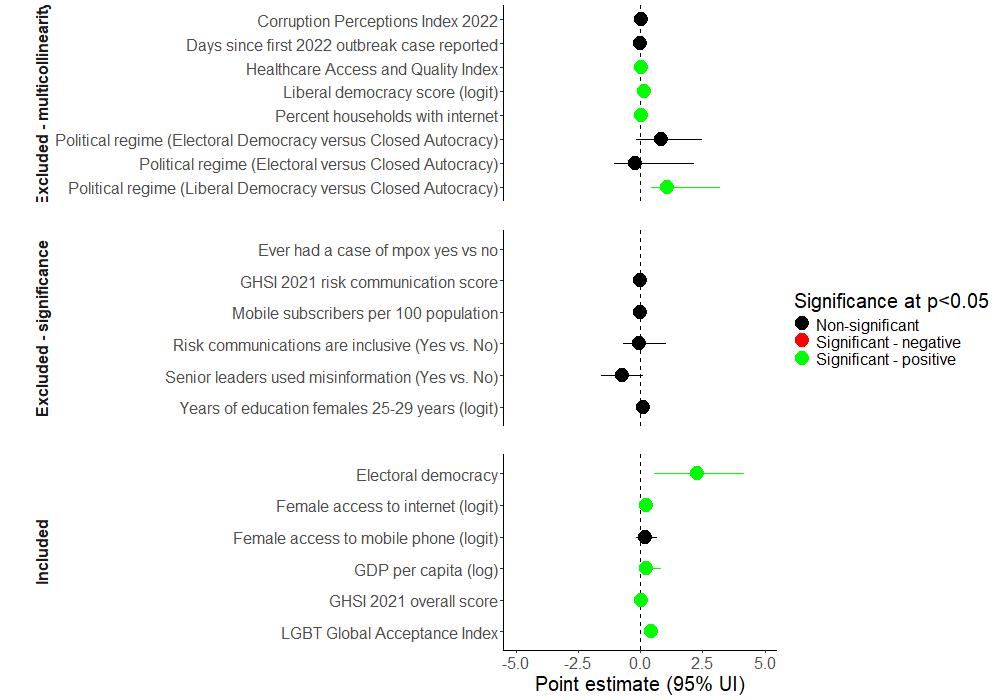 Excluded - multicollinearity
Corruption Perceptions Index 2022
Days since first 2022 outbreak case reported
Healthcare Access and Quality Index
Liberal democracy score (logit)
Percent households with internet
Political regime (Electoral Democracy versus Closed Autocracy)
Political regime (Electoral versus Closed Autocracy)
Political regime (Liberal Democracy versus Closed Autocracy)
Excluded - significance
Ever had a case of mpox yes vs no
GHSI 2021 risk communication score
Mobile subscribers per 100 population
Risk communications are inclusive (Yes vs. No)
Senior leaders used misinformation (Yes vs. No)
Years of education females 25-29 years (logit)
Included
Electoral democracy
Female access to internet (logit)
Female access to mobile phone (logit)
GDP per capita (log)
GHSI 2021 overall score
LGBT Global Acceptance Index
-5.0 -2.5 0.0 2.5 5.0
Point estimate (95% UI)
Significance at p<0.05
Non-significant
Significant - negative
Significant - positive